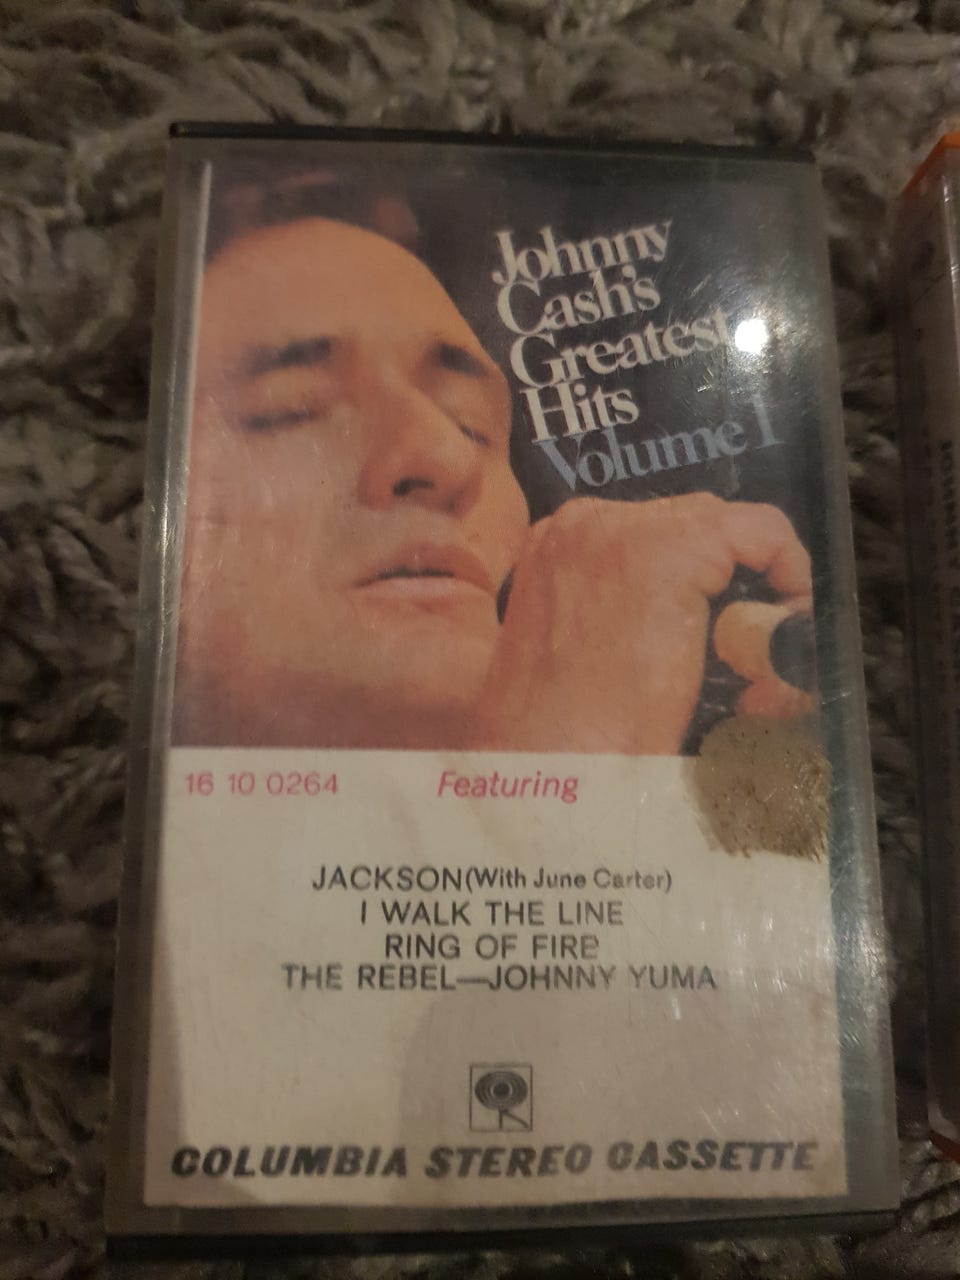 Johnny
Cash's
Greatest
Hits
Volume 1
16 10 0264
Featuring
JACKSON(With June Carter)
I WALK THE LINE
RING OF FIRE
THE REBEL—JOHNNY YUMA
COLUMBIA STEREO CASSETTE